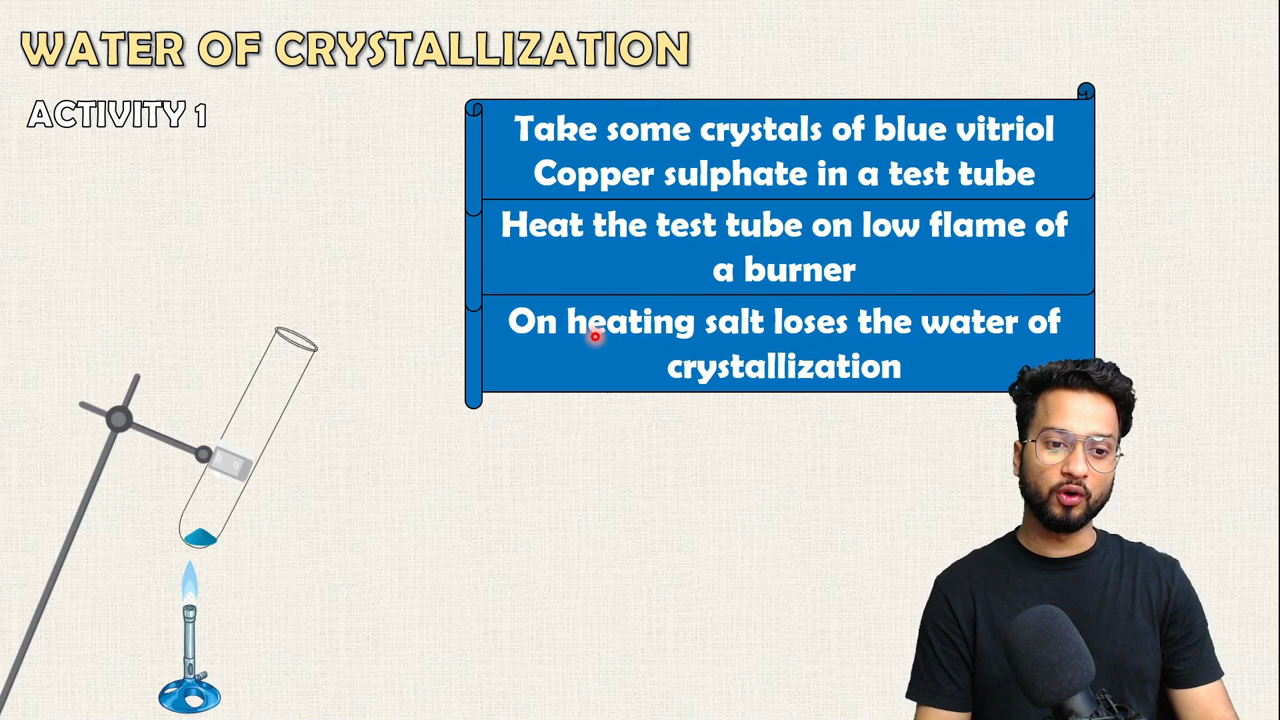 WATER OF CRYSTALLIZATION
ACTIVITY 1
Take some crystals of blue vitriol
Copper sulphate in a test tube
Heat the test tube on low flame of
a burner
On heating salt loses the water of
crystallization